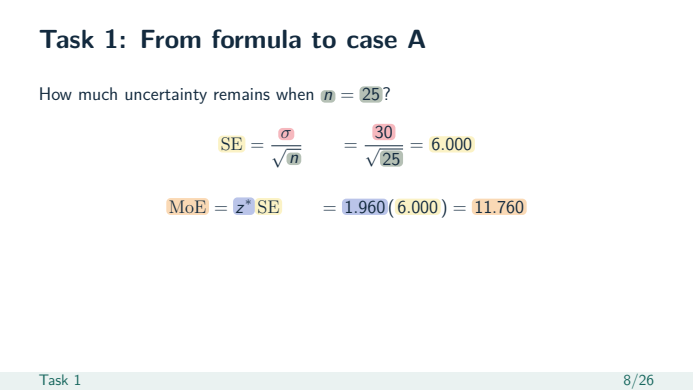 Task 1: From formula to case A
How much uncertainty remains when n = 25?
SE = σ/√n = 30/√25 = 6.000
MoE = z* SE = 1.960(6.000) = 11.760
Task 1 8/26